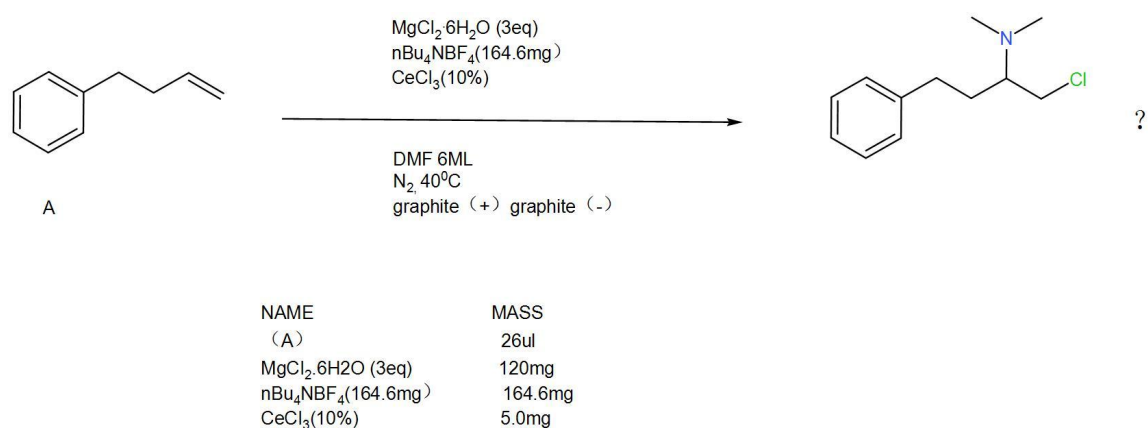 MgCl2·6H2O (3eq)
nBu4NBF4(164.6mg）
CeCl3(10%)
N
Cl
?
DMF 6ML
N2, 40⁰C
graphite（+）graphite（-）
A
NAME MASS
（A） 26ul
MgCl2.6H2O (3eq) 120mg
nBu4NBF4(164.6mg） 164.6mg
CeCl3(10%) 5.0mg